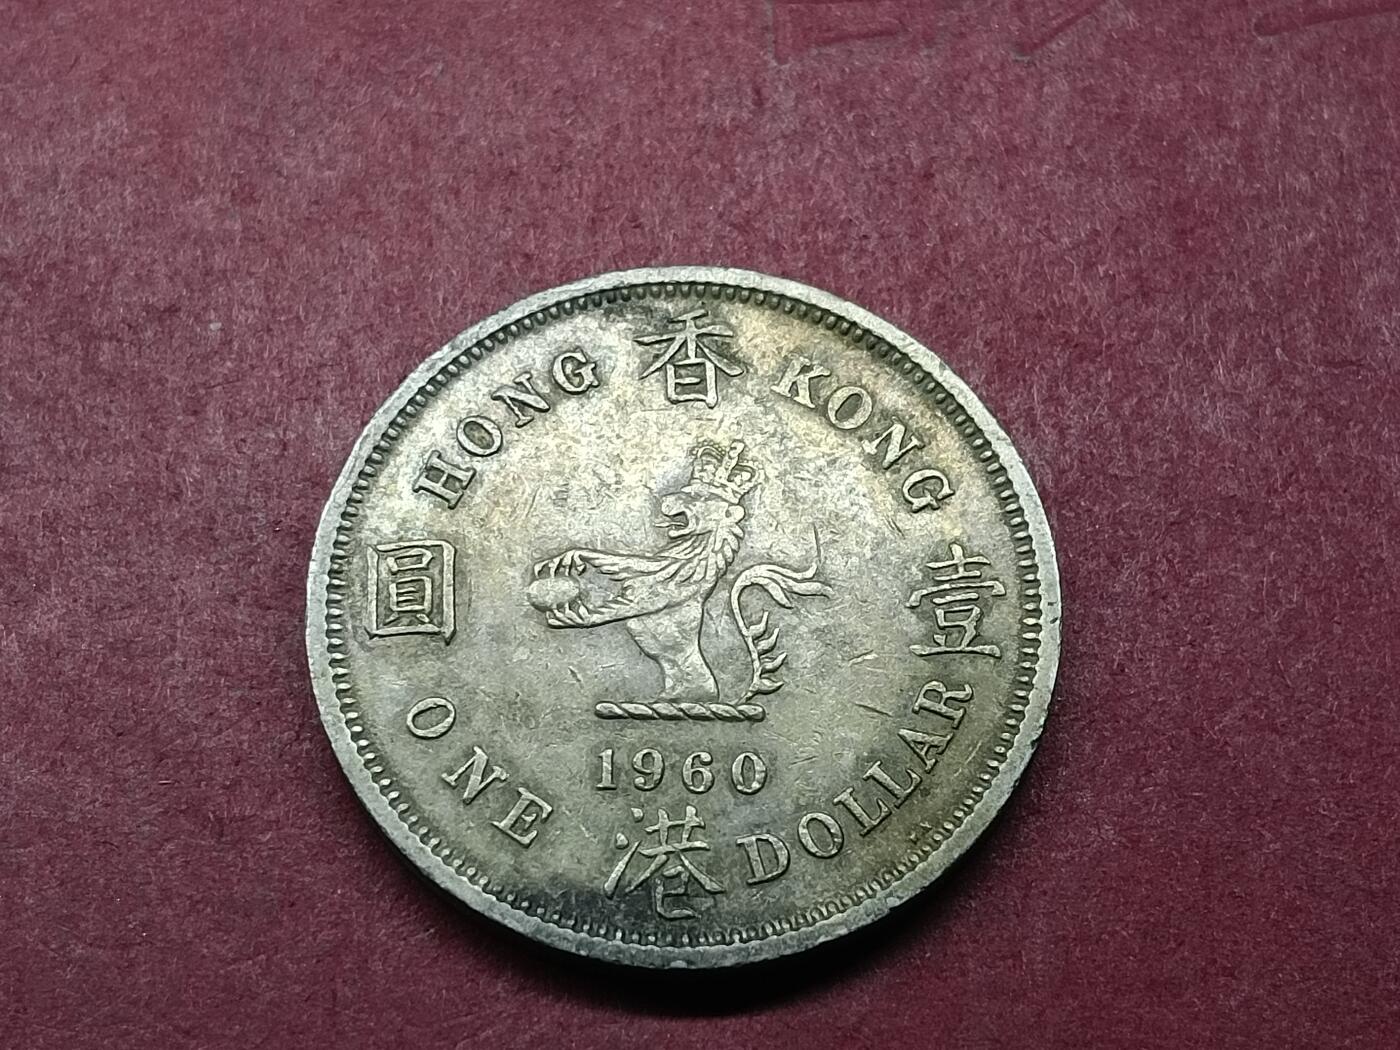 HONG KONG
香港
壹圓
1960
ONE DOLLAR